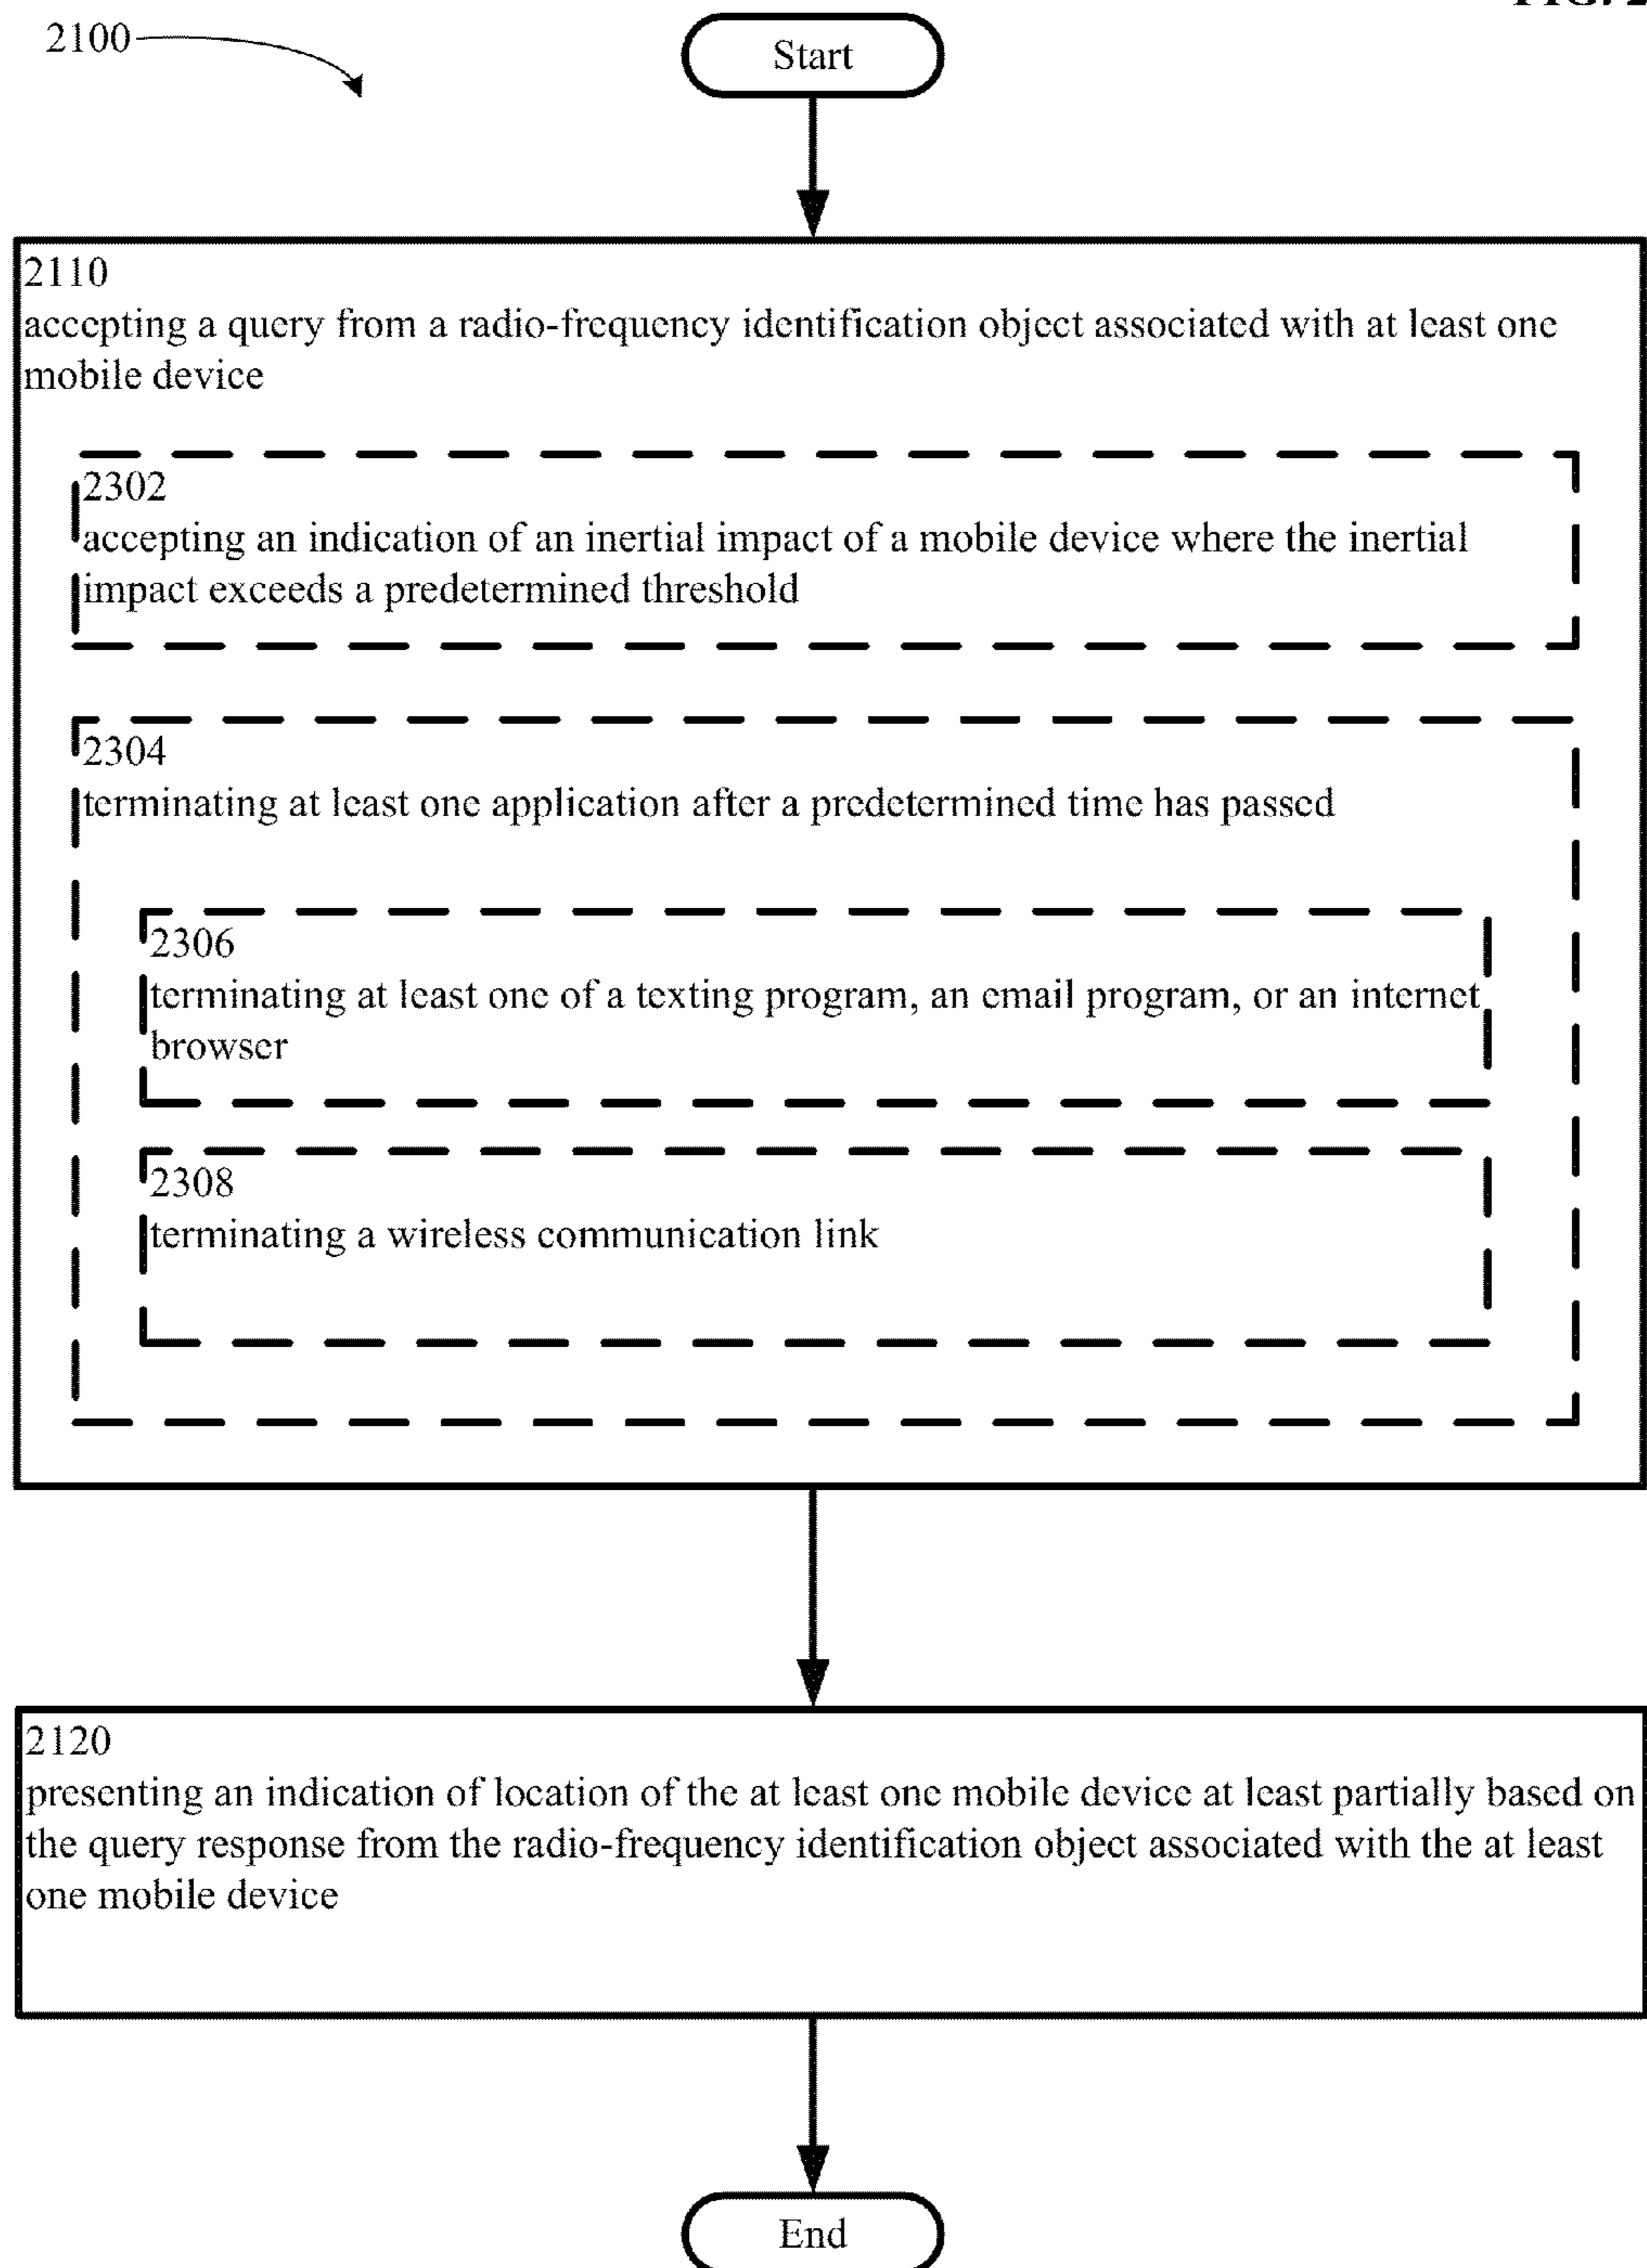 2100
Start
2110
accepting a query from a radio-frequency identification object associated with at least one
mobile device
2302
accepting an indication of an inertial impact of a mobile device where the inertial
impact exceeds a predetermined threshold
2304
terminating at least one application after a predetermined time has passed
2306
terminating at least one of a texting program, an email program, or an internet
browser
2308
terminating a wireless communication link
2120
presenting an indication of location of the at least one mobile device at least partially based on
the query response from the radio-frequency identification object associated with the at least
one mobile device
End